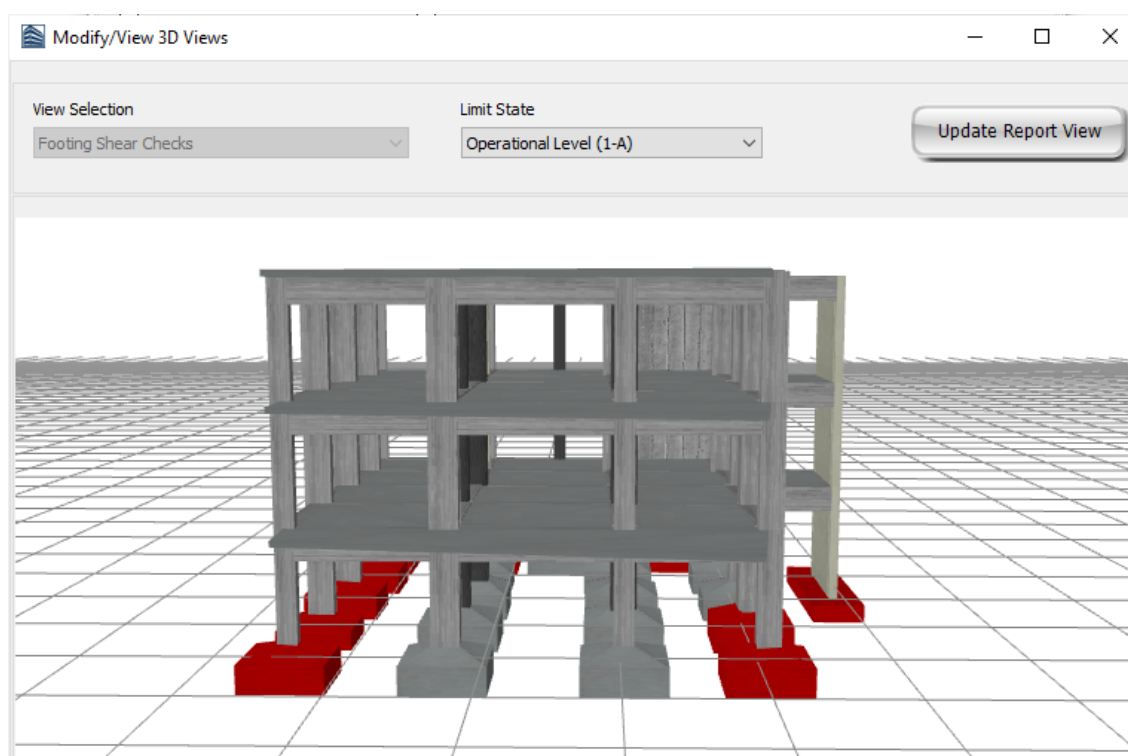 Modify/View 3D Views
View Selection
Limit State
Footing Shear Checks
Operational Level (1-A)
Update Report View